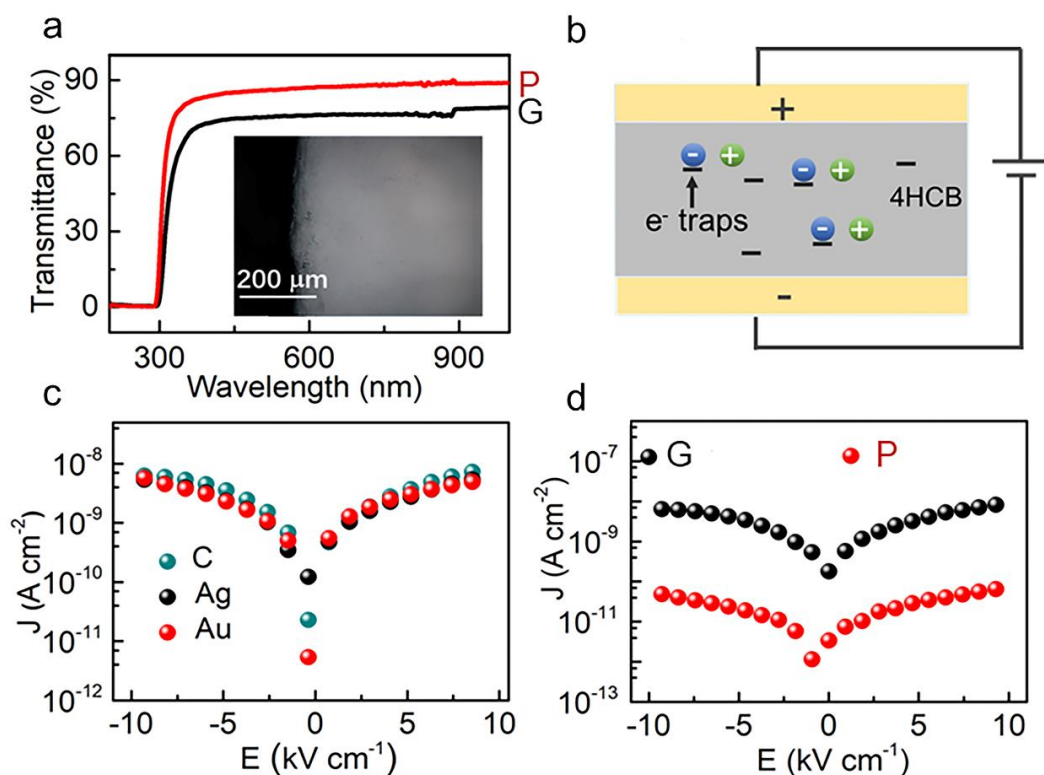 a
Transmittance (%)
90
60
30
0
P
G
200 μm
300
600
900
Wavelength (nm)
b
+
- + - + -
e⁻ traps
-
4HCB
- +
-
-
c
J (A cm⁻²)
10⁻⁸
10⁻⁹
10⁻¹⁰
10⁻¹¹
10⁻¹²
C
Ag
Au
-10
-5
0
5
10
E (kV cm⁻¹)
d
J (A cm⁻²)
G
P
10⁻⁷
10⁻⁹
10⁻¹¹
10⁻¹³
-10
-5
0
5
10
E (kV cm⁻¹)